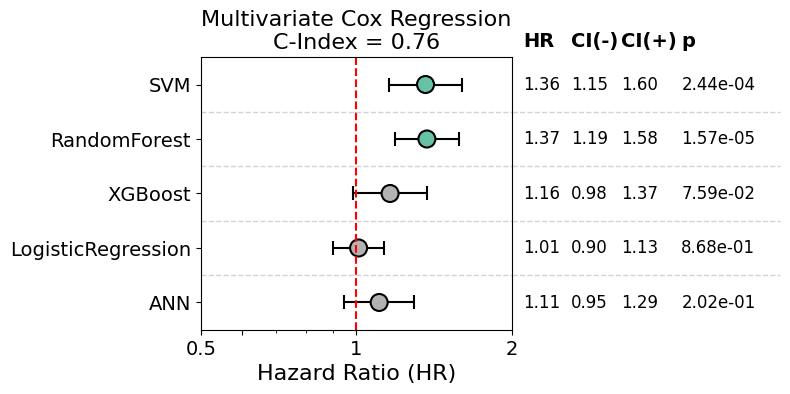 Multivariate Cox Regression
C-Index = 0.76
HR CI(-) CI(+) p
SVM 1.36 1.15 1.60 2.44e-04
RandomForest 1.37 1.19 1.58 1.57e-05
XGBoost 1.16 0.98 1.37 7.59e-02
LogisticRegression 1.01 0.90 1.13 8.68e-01
ANN 1.11 0.95 1.29 2.02e-01
0.5 1 2
Hazard Ratio (HR)